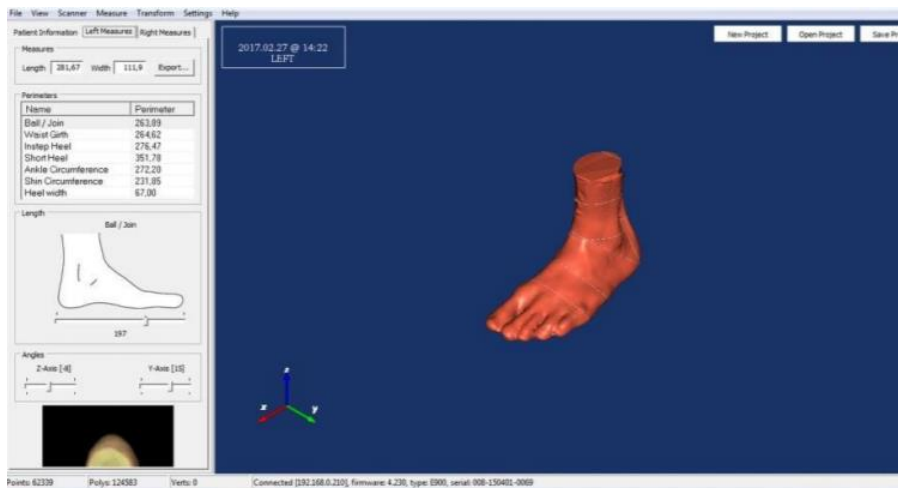 File View Scanner Measure Transform Settings Help
Patient Information Left Measures Right Measures
Measures
Length 281,67 Width 111,9 Export...
Perimeters
Name Perimeter
Ball / Join 263,89
Waist Girth 264,62
Instep Heel 276,47
Short Heel 351,78
Ankle Circumference 272,20
Shin Circumference 231,85
Heel width 67,00
Length
Ball / Join
197
Angles
Z-Axis [-8] Y-Axis [15]
2017.02.27 @ 14:22
LEFT
New Project Open Project Save Pr
z
x y
Points: 62339 Polys: 124583 Verts: 0 Connected [192.168.0.210], firmware: 4.230, type: E900, serial: 008-150401-0069